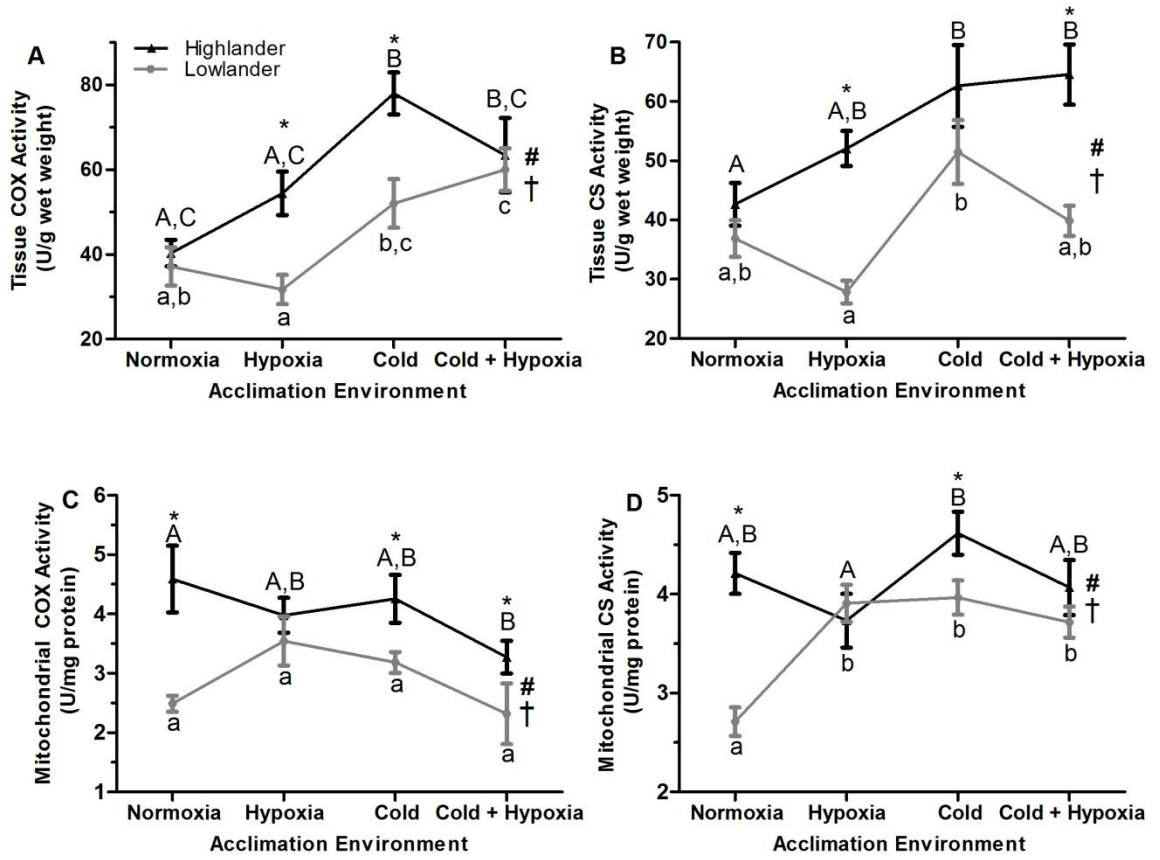 A
Highlander
Lowlander
Tissue COX Activity
(U/g wet weight)
80
60
40
20
A,C
*
A,C
*
B
B,C
a,b
a
b,c
c
#
†
Normoxia Hypoxia Cold Cold + Hypoxia
Acclimation Environment
B
Tissue CS Activity
(U/g wet weight)
70
60
50
40
30
20
A
*
A,B
B
*
B
a,b
a
b
a,b
#
†
Normoxia Hypoxia Cold Cold + Hypoxia
Acclimation Environment
C
Mitochondrial COX Activity
(U/mg protein)
6
5
4
3
2
1
*
A
A,B
*
A,B
*
B
a
a
a
a
#
†
Normoxia Hypoxia Cold Cold + Hypoxia
Acclimation Environment
D
Mitochondrial CS Activity
(U/mg protein)
5
4
3
2
*
A,B
A
*
B
A,B
a
b
b
b
#
†
Normoxia Hypoxia Cold Cold + Hypoxia
Acclimation Environment